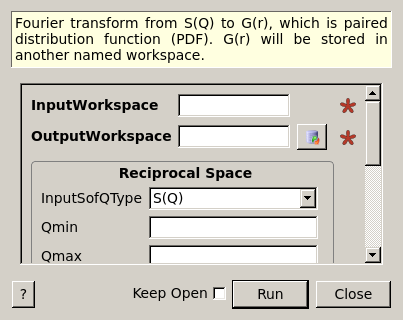 Fourier transform from S(Q) to G(r), which is paired
distribution function (PDF). G(r) will be stored in
another named workspace.
InputWorkspace
*
OutputWorkspace
*
Reciprocal Space
InputSofQType S(Q)
Qmin
Qmax
? Keep Open Run Close